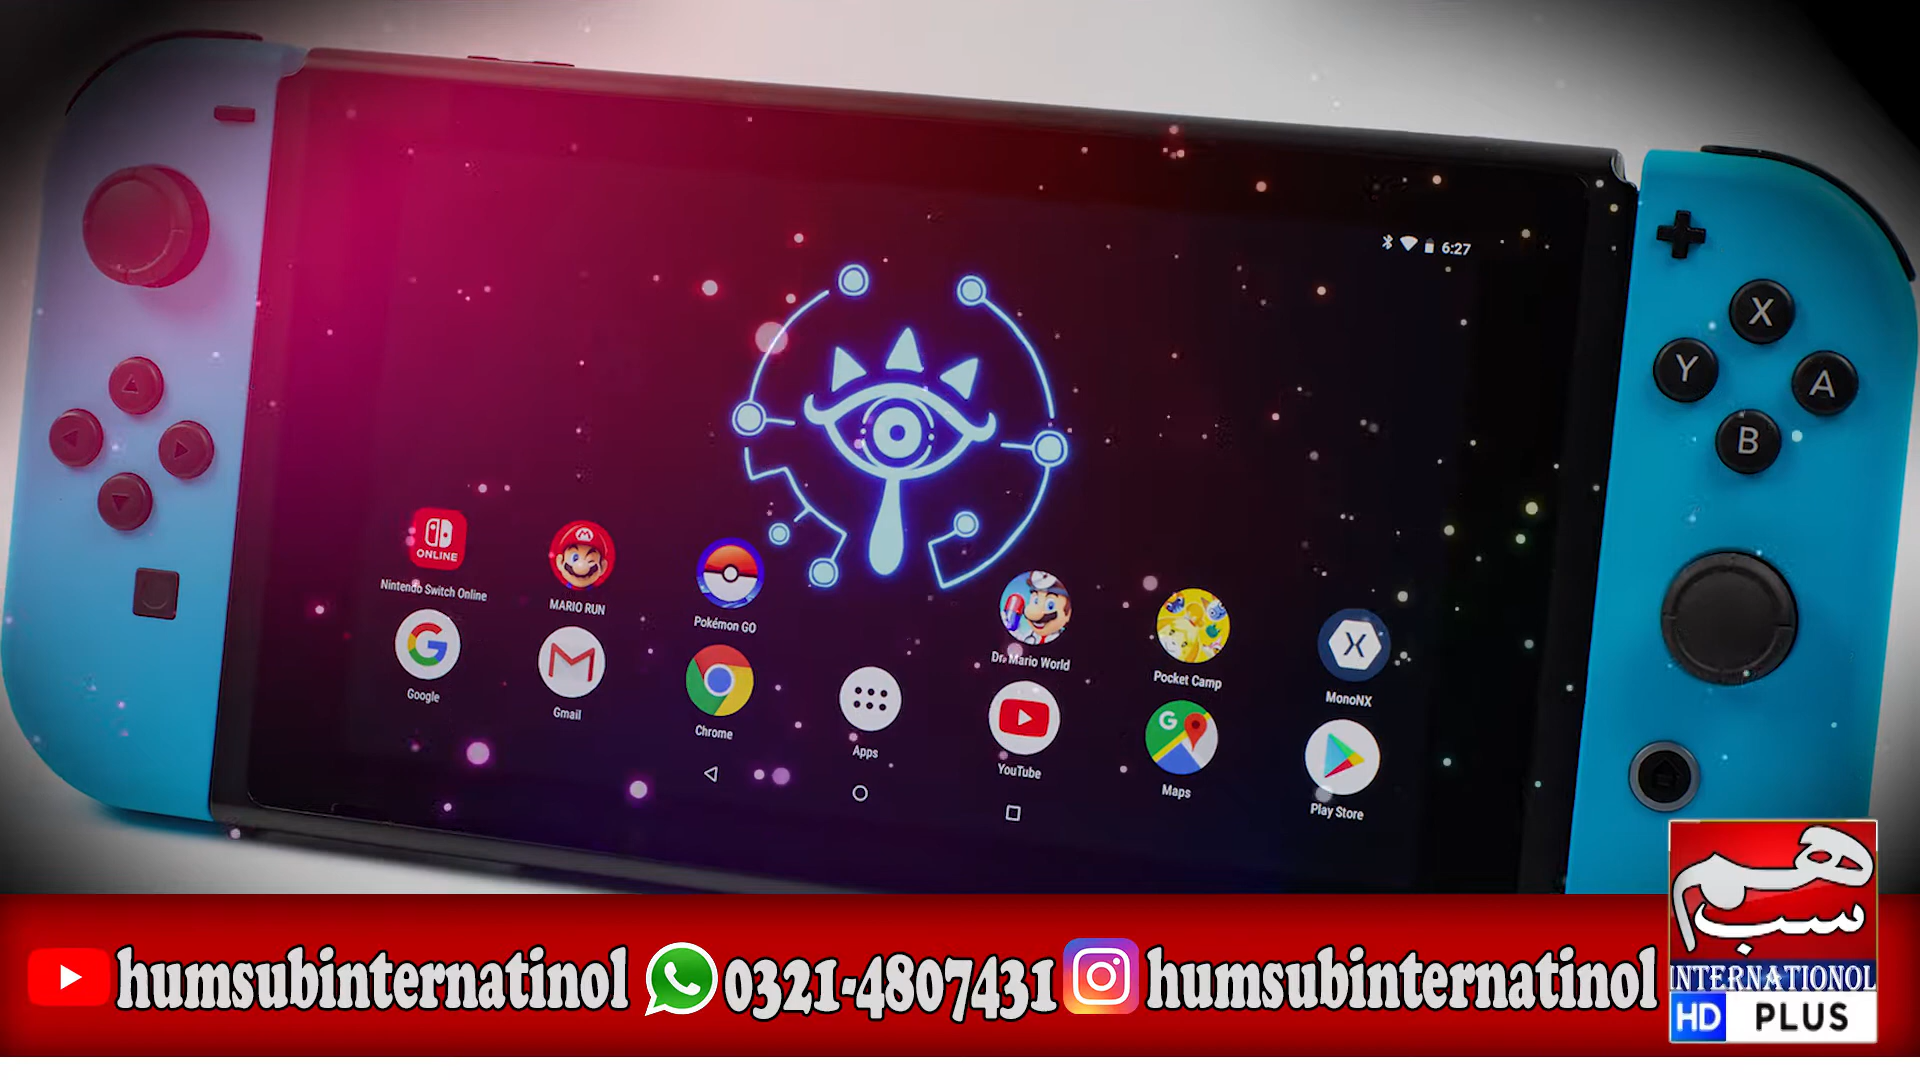 6:27
X
Y
A
B
ONLINE
Nintendo Switch Online
MARIO RUN
Pokémon GO
Dr. Mario World
Pocket Camp
MonoNX
Google
Gmail
Chrome
Apps
YouTube
Maps
Play Store
humsubinternatinol 0321-4807431 humsubinternatinol
ہم
سب
INTERNATIONOL
HD PLUS